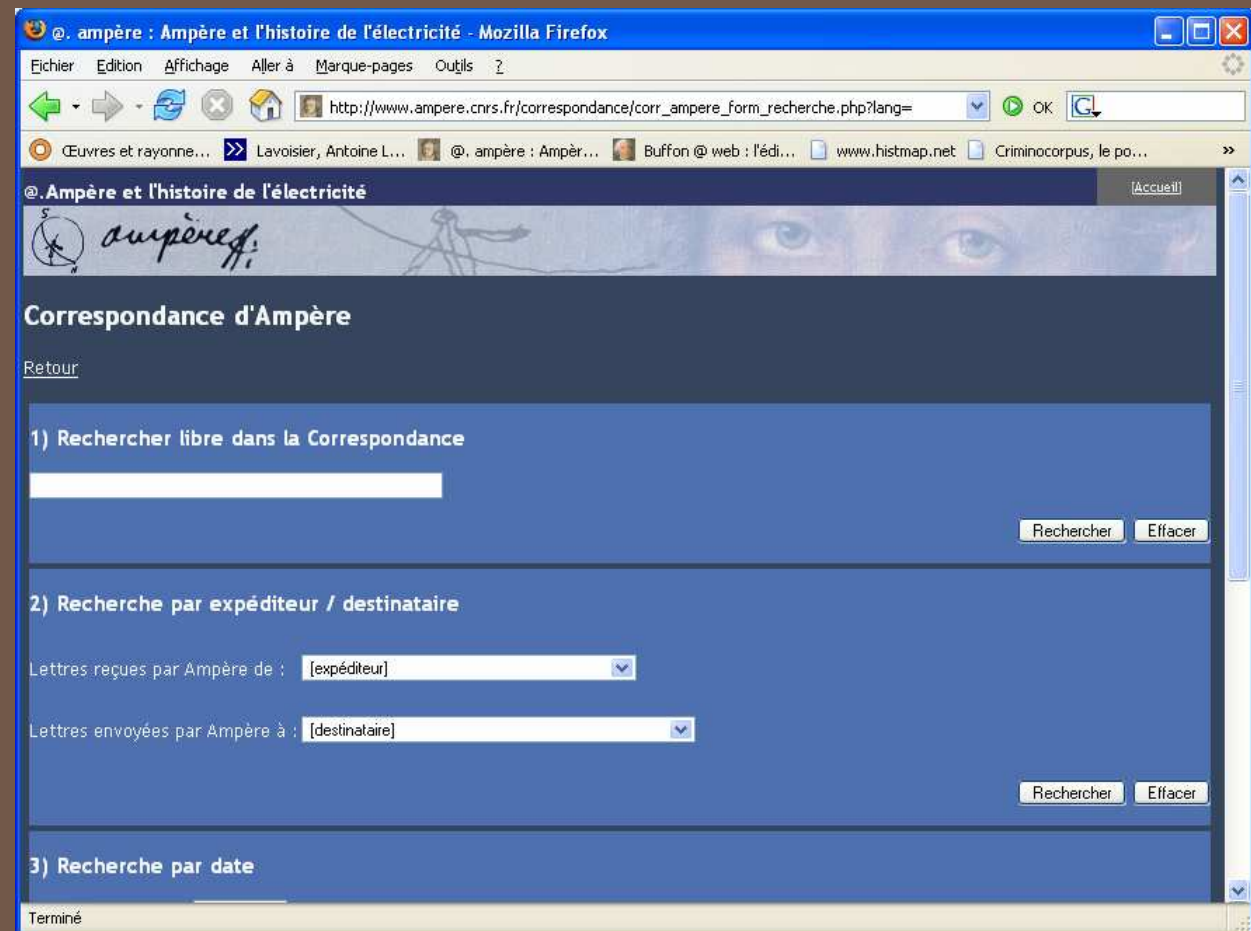 @. ampère : Ampère et l'histoire de l'électricité - Mozilla Firefox
Fichier Edition Affichage Aller à Marque-pages Outils ?
http://www.ampere.cnrs.fr/correspondance/corr_ampere_form_recherche.php?lang= OK G
Œuvres et rayonne... Lavoisier, Antoine L... @. ampère : Ampèr... Buffon @ web : l'édi... www.histmap.net Criminocorpus, le po... »
@.Ampère et l'histoire de l'électricité [Accueil]
S ampère
N
Correspondance d'Ampère
Retour
1) Rechercher libre dans la Correspondance
Rechercher Effacer
2) Recherche par expéditeur / destinataire
Lettres reçues par Ampère de : [expéditeur]
Lettres envoyées par Ampère à : [destinataire]
Rechercher Effacer
3) Recherche par date
Terminé